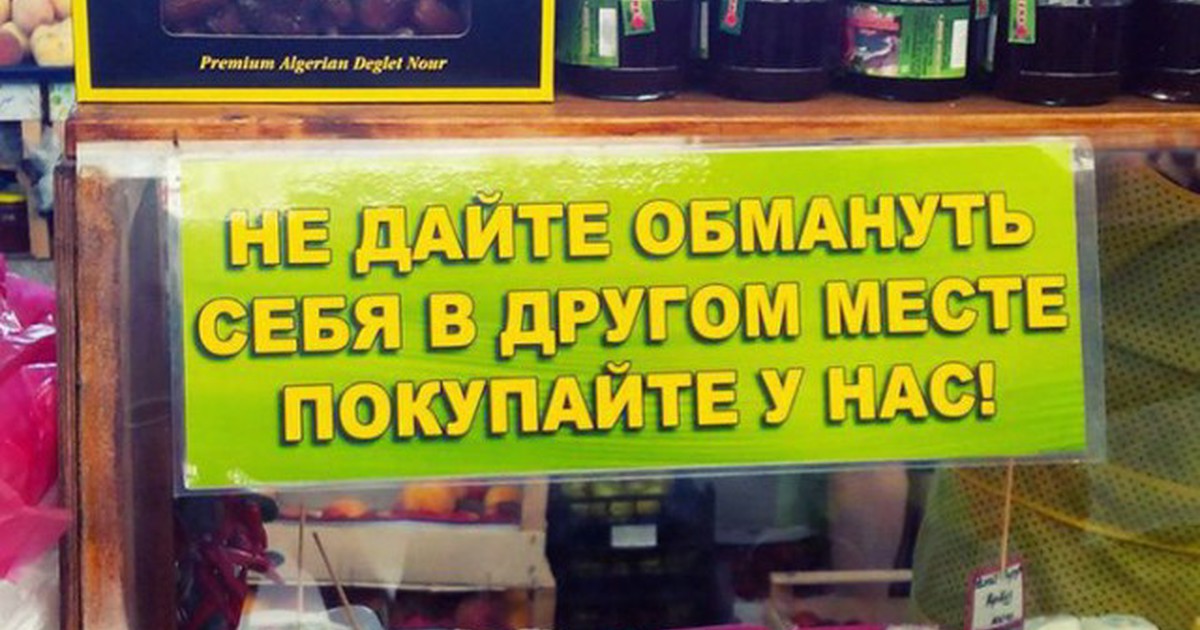 Premium Algerian Deglet Nour
НЕ ДАЙТЕ ОБМАНУТЬ
СЕБЯ В ДРУГОМ МЕСТЕ
ПОКУПАЙТЕ У НАС!